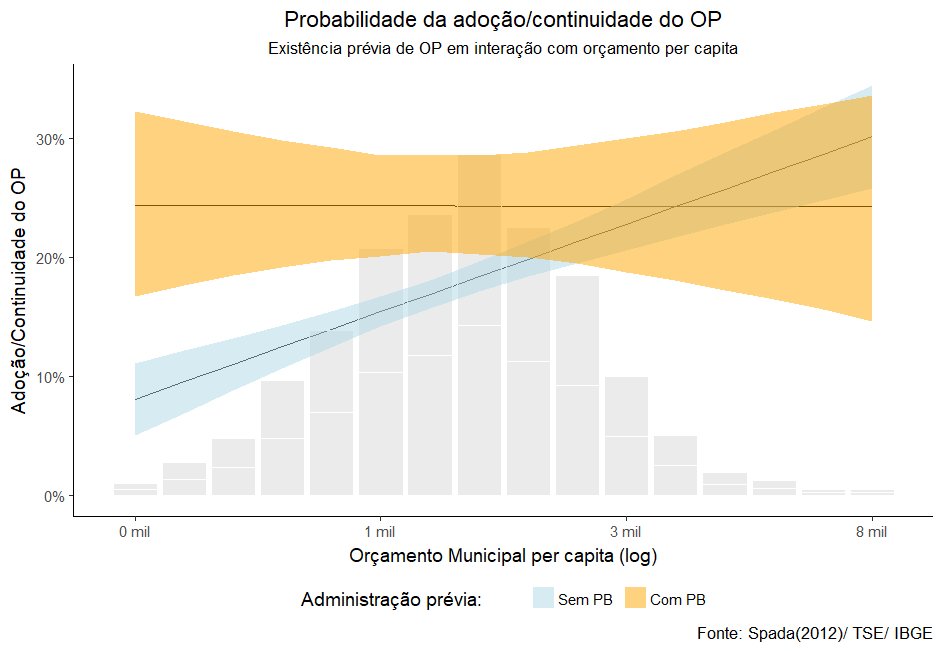 Probabilidade da adoção/continuidade do OP
Existência prévia de OP em interação com orçamento per capita
Adoção/Continuidade do OP
30%
20%
10%
0%
0 mil
1 mil
3 mil
8 mil
Orçamento Municipal per capita (log)
Administração prévia:
Sem PB
Com PB
Fonte: Spada(2012)/ TSE/ IBGE